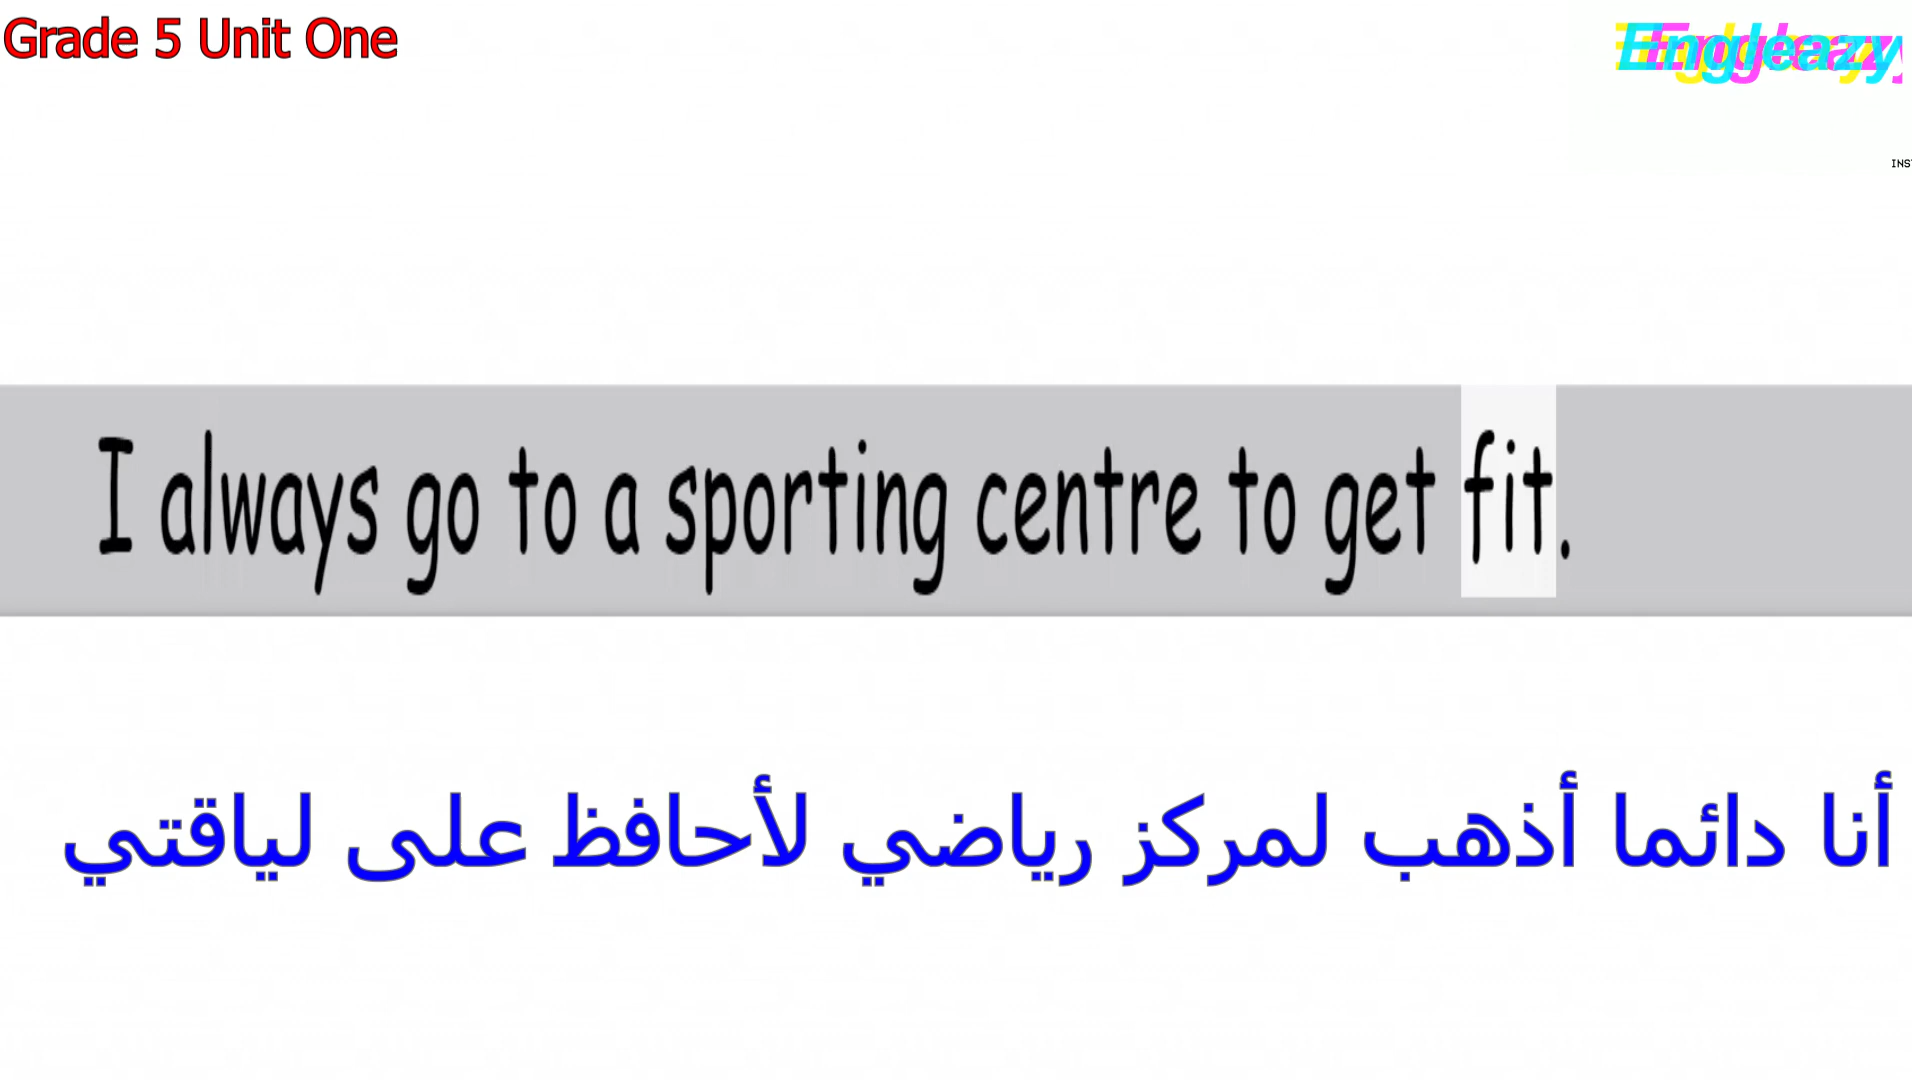 Grade 5 Unit One
Engleazy
INS
I always go to a sporting centre to get fit.
أنا دائما أذهب لمركز رياضي لأحافظ على لياقتي